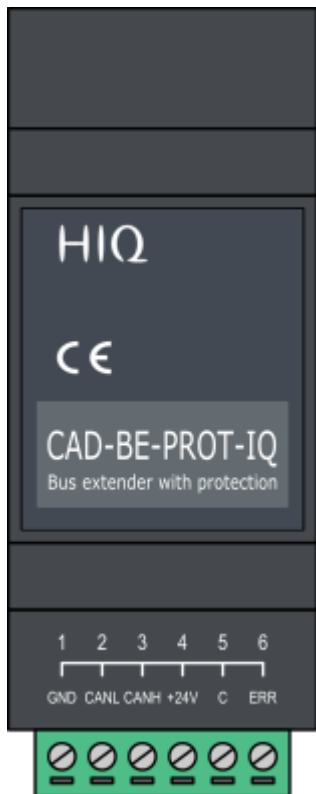 HIQ
CE
CAD-BE-PROT-IQ
Bus extender with protection
1 2 3 4 5 6
GND CANL CANH +24V C ERR